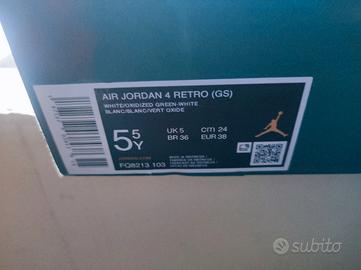 AIR JORDAN 4 RETRO (GS)
WHITE/OXIDIZED GREEN-WHITE
BLANC/BLANC/VERT OXIDE
5 5Y
UK 5 CITI 24
BR 36 EUR 38
FQ8213 103
subito